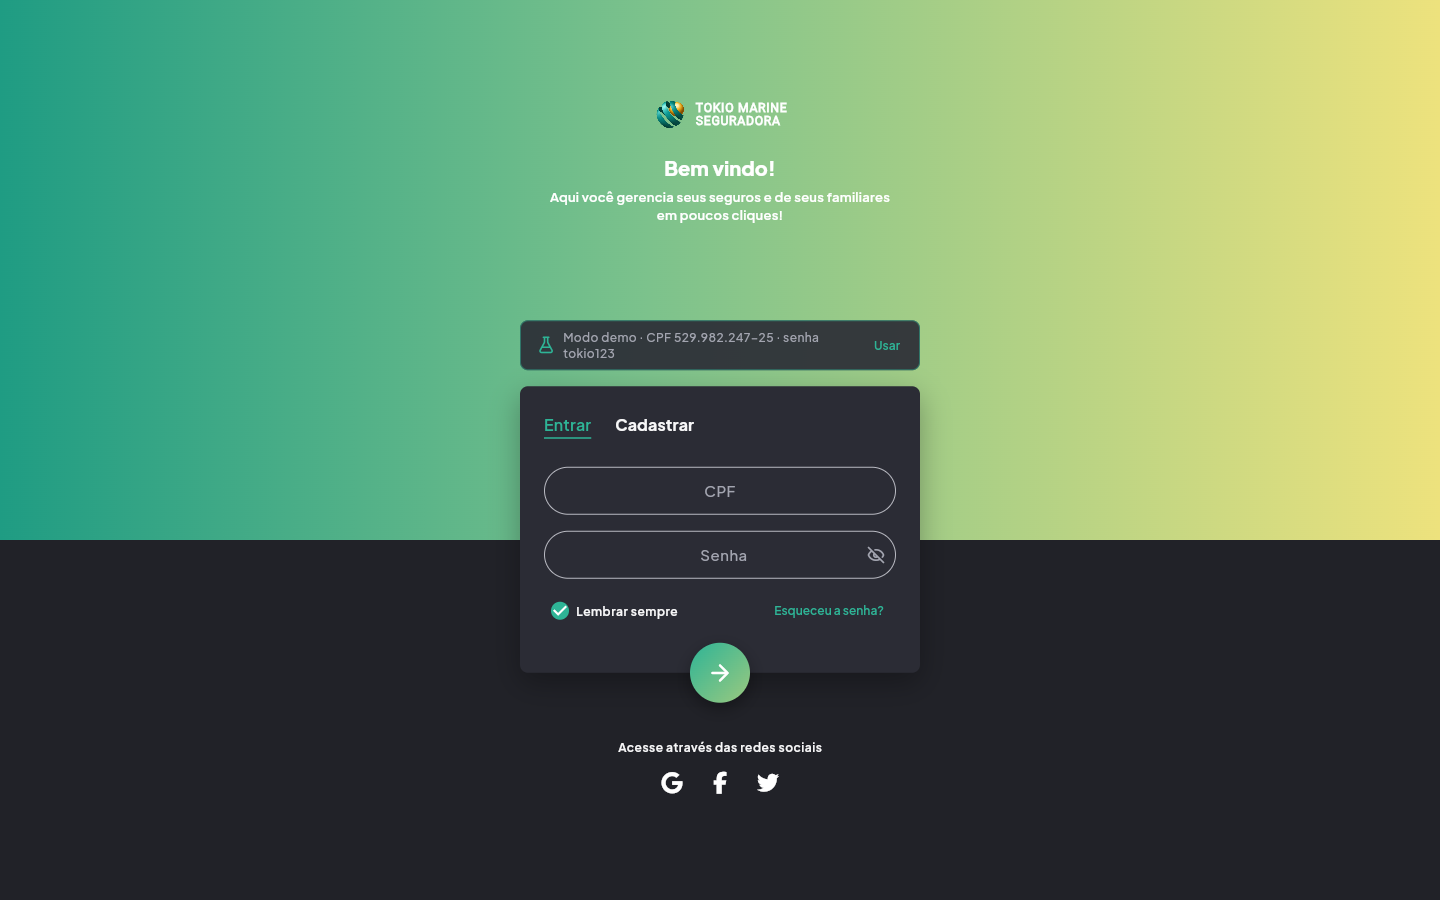 TOKIO MARINE
SEGURADORA
Bem vindo!
Aqui você gerencia seus seguros e de seus familiares
em poucos cliques!
Modo demo · CPF 529.982.247-25 · senha
tokio123
Usar
Entrar
Cadastrar
CPF
Senha
Lembrar sempre
Esqueceu a senha?
Acesse através das redes sociais